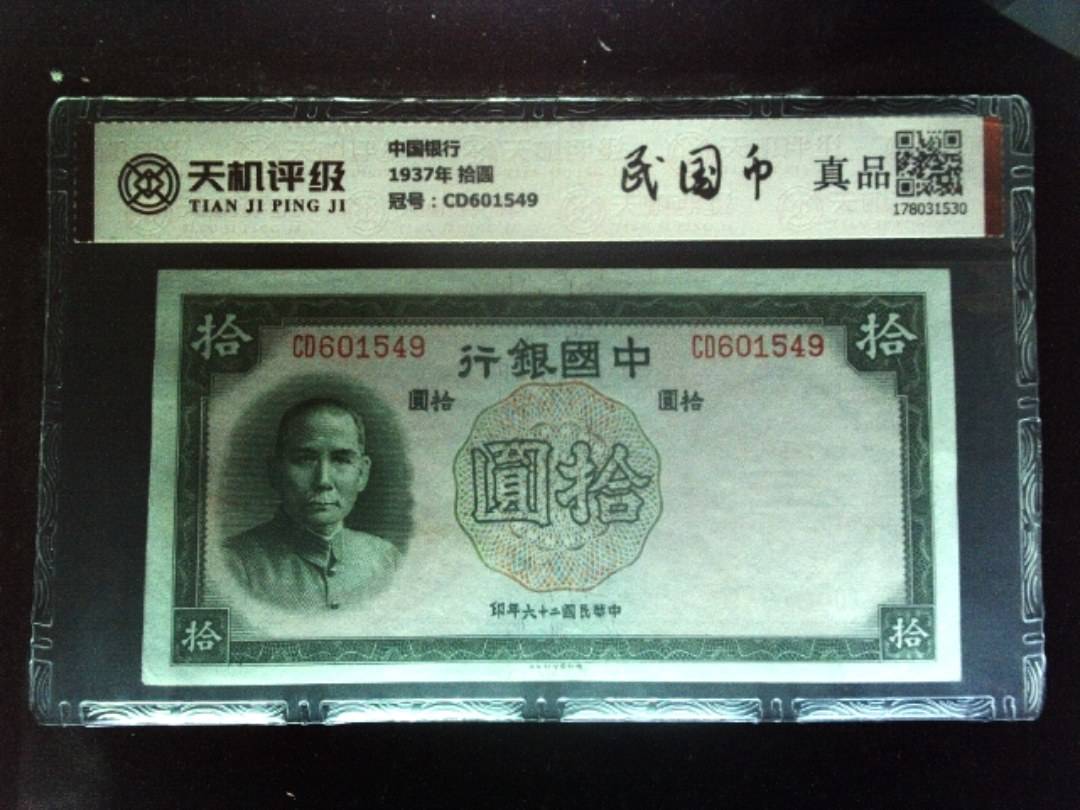 天机评级
TIAN JI PING JI
中国银行
1937年 拾圆
冠号：CD601549
民国币
真品
178031530
拾
CD601549
行銀國中
CD601549
拾
圓拾
圓拾
圓拾
印年六十二國民華中
拾
拾